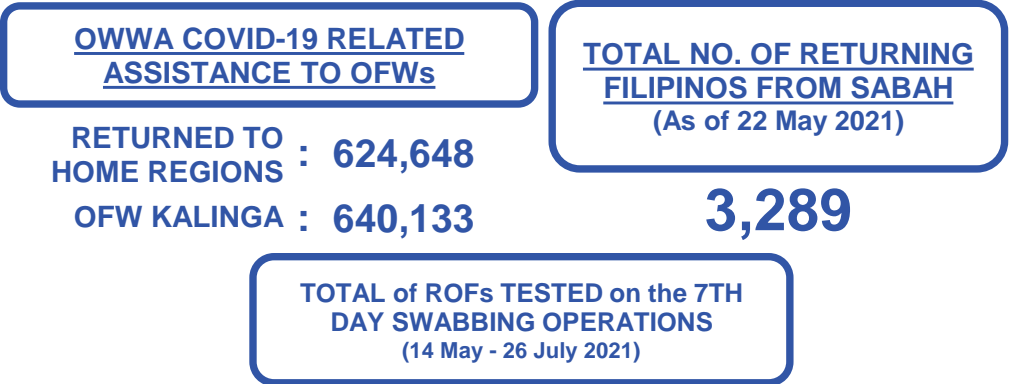 OWWA COVID-19 RELATED
ASSISTANCE TO OFWs
RETURNED TO
HOME REGIONS : 624,648
OFW KALINGA : 640,133
TOTAL NO. OF RETURNING
FILIPINOS FROM SABAH
(As of 22 May 2021)
3,289
TOTAL of ROFs TESTED on the 7TH
DAY SWABBING OPERATIONS
(14 May - 26 July 2021)